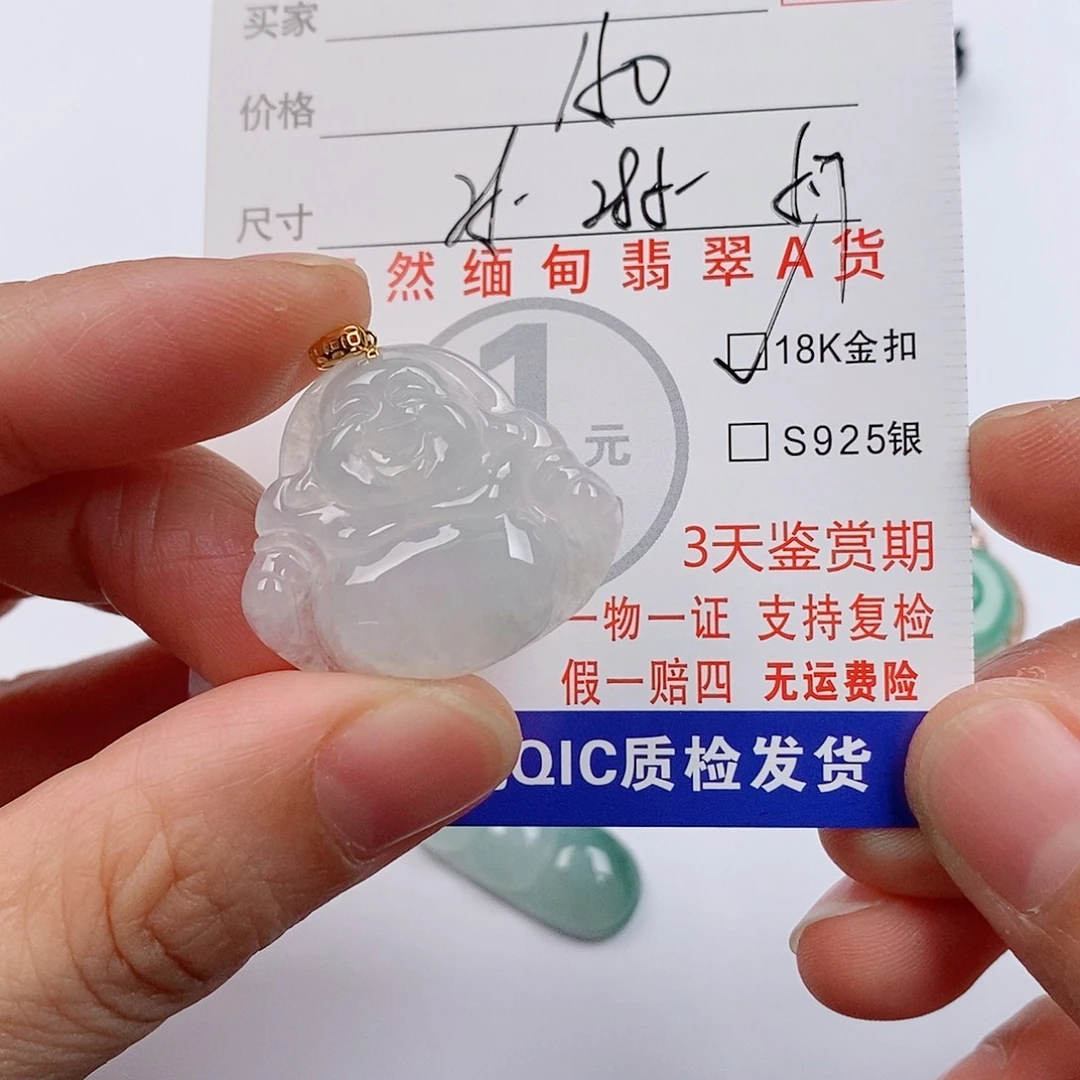 买家
价格
尺寸
然缅甸翡翠A货
1元
18K金扣
S925银
3天鉴赏期
一物一证 支持复检
假一赔四 无运费险
QIC质检发货